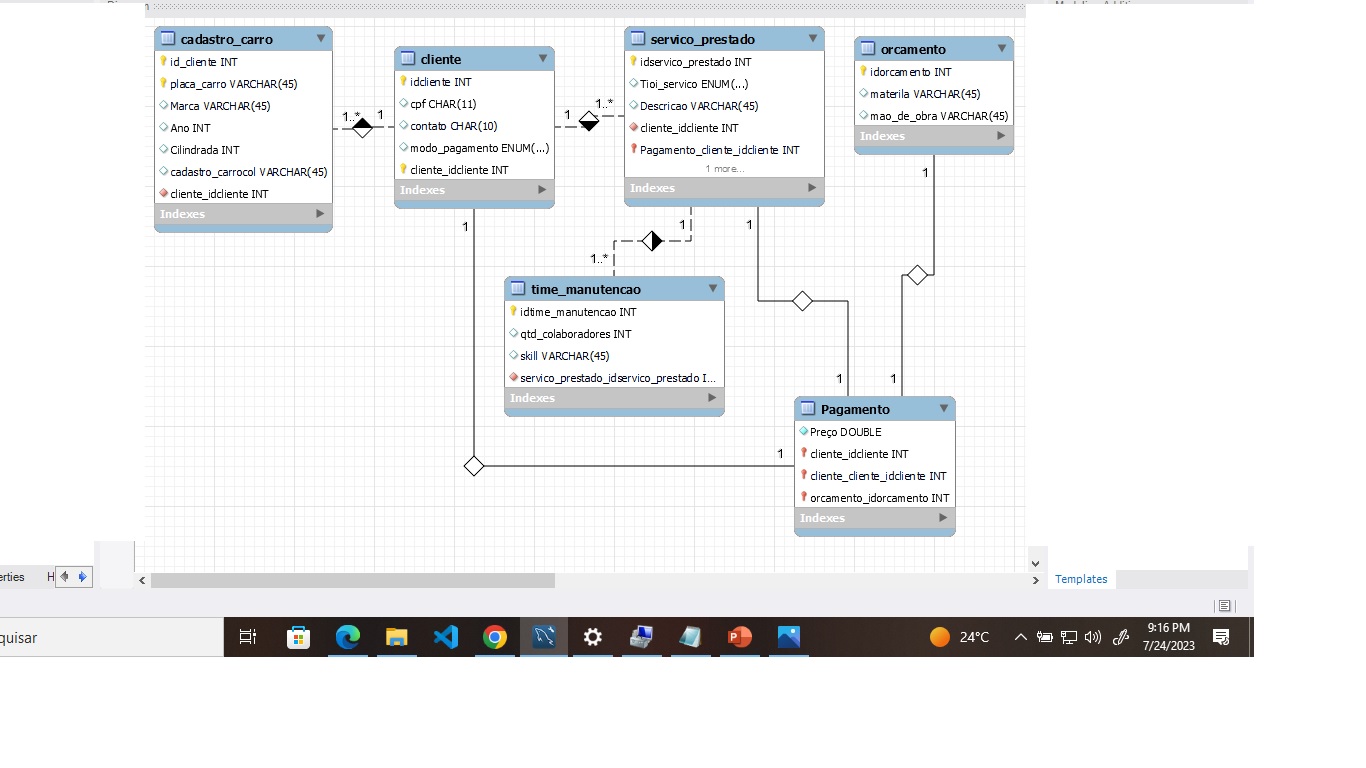 cadastro_carro
id_cliente INT
placa_carro VARCHAR(45)
Marca VARCHAR(45)
Ano INT
Cilindrada INT
cadastro_carrocol VARCHAR(45)
cliente_idcliente INT
Indexes
1..*
1
cliente
idcliente INT
cpf CHAR(11)
contato CHAR(10)
modo_pagamento ENUM(...)
cliente_idcliente INT
Indexes
1
1..*
servico_prestado
idservico_prestado INT
Tioi_servico ENUM(...)
Descricao VARCHAR(45)
cliente_idcliente INT
Pagamento_cliente_idcliente INT
1 more...
Indexes
orcamento
idorcamento INT
materila VARCHAR(45)
mao_de_obra VARCHAR(45)
Indexes
1
1
1
1
1..*
time_manutencao
idtime_manutencao INT
qtd_colaboradores INT
skill VARCHAR(45)
servico_prestado_idservico_prestado I...
Indexes
1
1
1
Pagamento
Preço DOUBLE
cliente_idcliente INT
cliente_cliente_idcliente INT
orcamento_idorcamento INT
Indexes
erties H
Templates
quisar
24°C
9:16 PM
7/24/2023